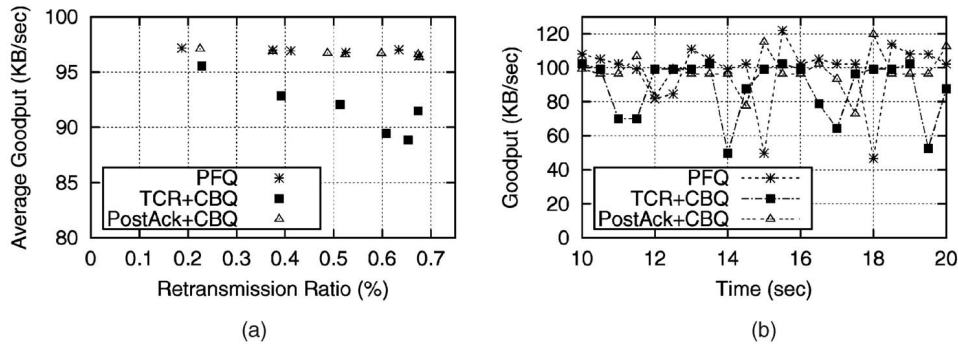 100
95
90
85
80
Average Goodput (KB/sec)
PFQ
TCR+CBQ
PostAck+CBQ
0 0.1 0.2 0.3 0.4 0.5 0.6 0.7
Retransmission Ratio (%)
(a)
120
100
80
60
40
20
0
Goodput (KB/sec)
PFQ
TCR+CBQ
PostAck+CBQ
10 12 14 16 18 20
Time (sec)
(b)